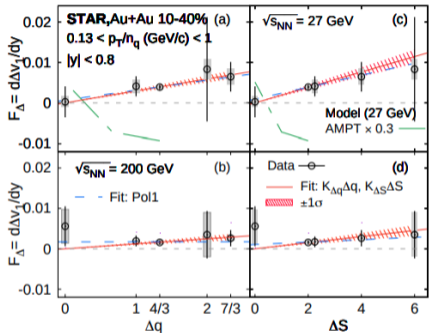 STAR,Au+Au 10-40% (a)
0.13 < p_T/n_q (GeV/c) < 1
|y| < 0.8
√s_NN = 27 GeV (c)
Model (27 GeV)
AMPT × 0.3
F_Δ = dΔv_1/dy
0.02
0.01
0
-0.01
√s_NN = 200 GeV (b)
Fit: Pol1
Data (d)
Fit: K_Δq Δq, K_ΔS ΔS
±1σ
F_Δ = dΔv_1/dy
0.02
0.01
0
-0.01
0 1 4/3 2 7/3 0 2 4 6
Δq ΔS